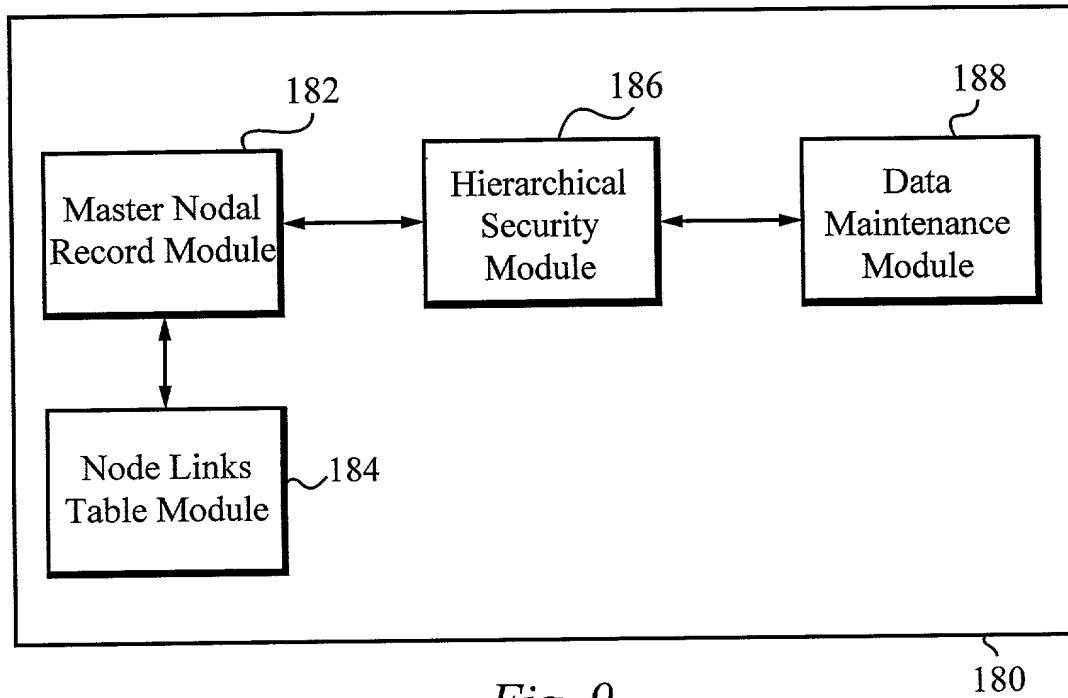 182
186
188
Master Nodal
Record Module
Hierarchical
Security
Module
Data
Maintenance
Module
Node Links
Table Module
184
180
Fig.